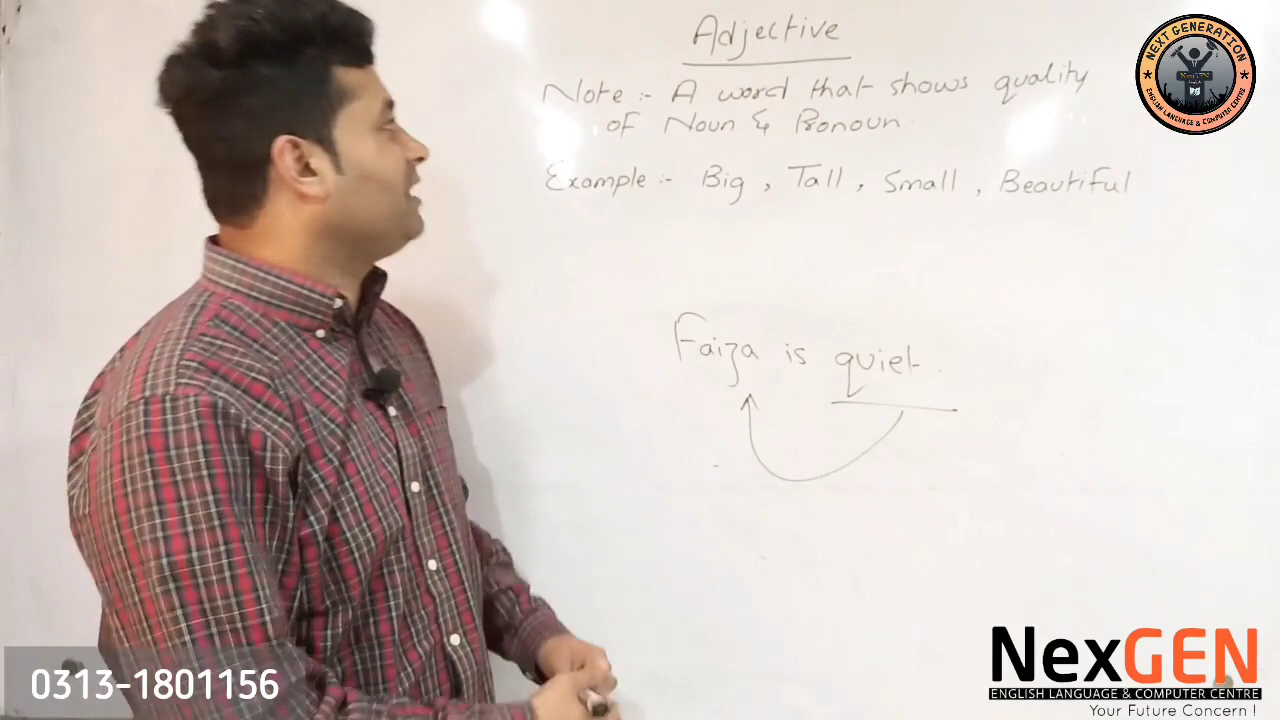 Adjective
Note :- A word that shows quality
of Noun & Pronoun.
Example :- Big , Tall , Small , Beautiful
Faiza is quiet.
NEXT GENERATION
NexGEN
ENGLISH LANGUAGE & COMPUTER CENTRE
0313-1801156
NexGEN
ENGLISH LANGUAGE & COMPUTER CENTRE
Your Future Concern !